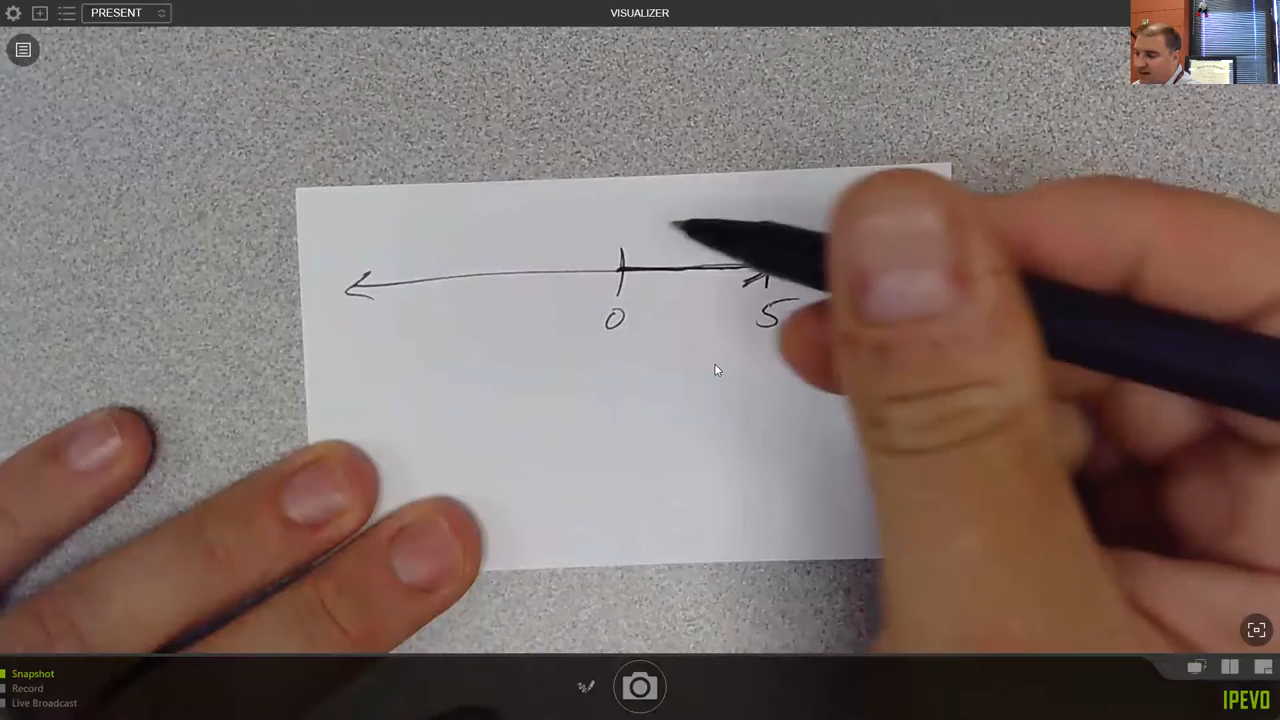 PRESENT
VISUALIZER
0 5
Snapshot
Record
Live Broadcast
IPEVO